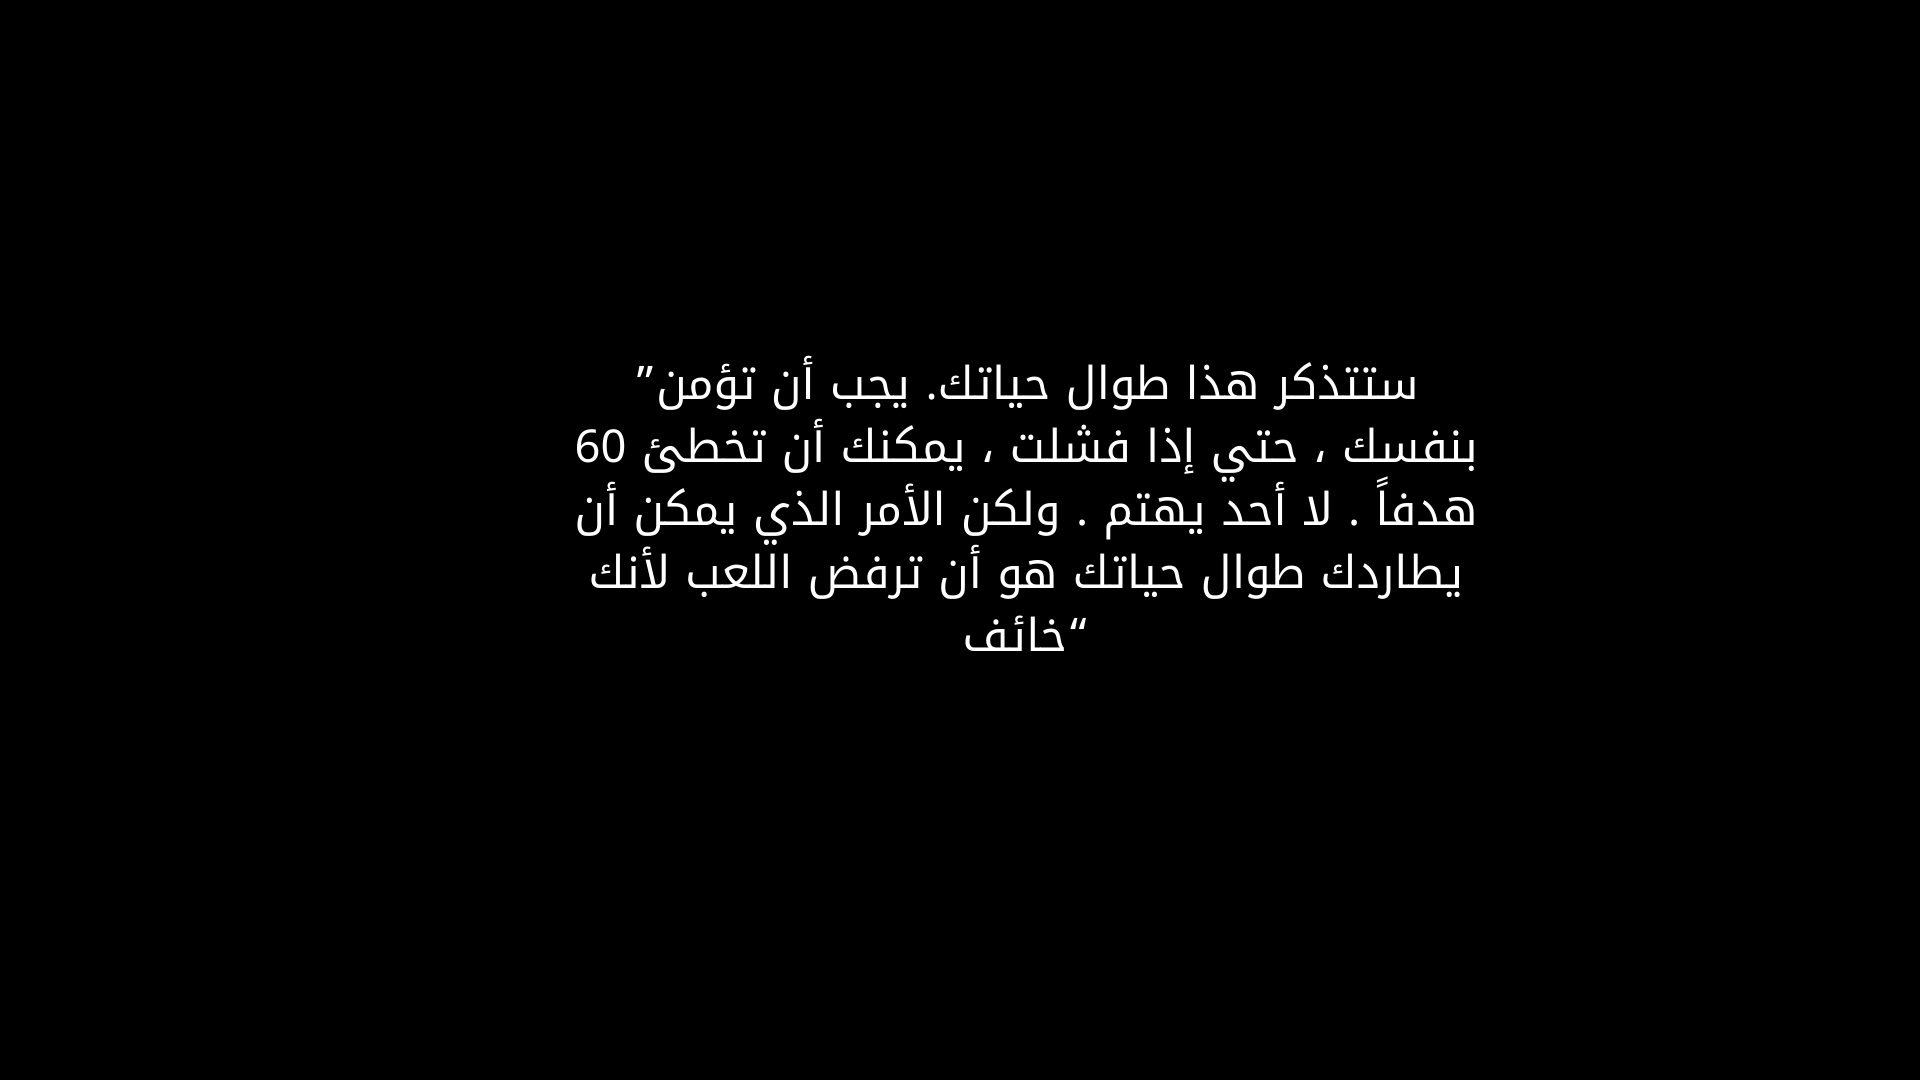 ستتذكر هذا طوال حياتك. يجب أن تؤمن”
بنفسك ، حتي إذا فشلت ، يمكنك أن تخطئ 60
هدفاً . لا أحد يهتم . ولكن الأمر الذي يمكن أن
يطاردك طوال حياتك هو أن ترفض اللعب لأنك
“خائف